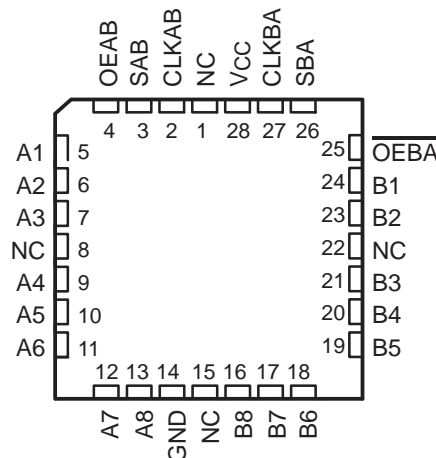 OEAB SAB CLKAB NC VCC CLKBA SBA
4 3 2 1 28 27 26
A1 5 25 OEBA
A2 6 24 B1
A3 7 23 B2
NC 8 22 NC
A4 9 21 B3
A5 10 20 B4
A6 11 19 B5
12 13 14 15 16 17 18
A7 A8 GND NC B8 B7 B6